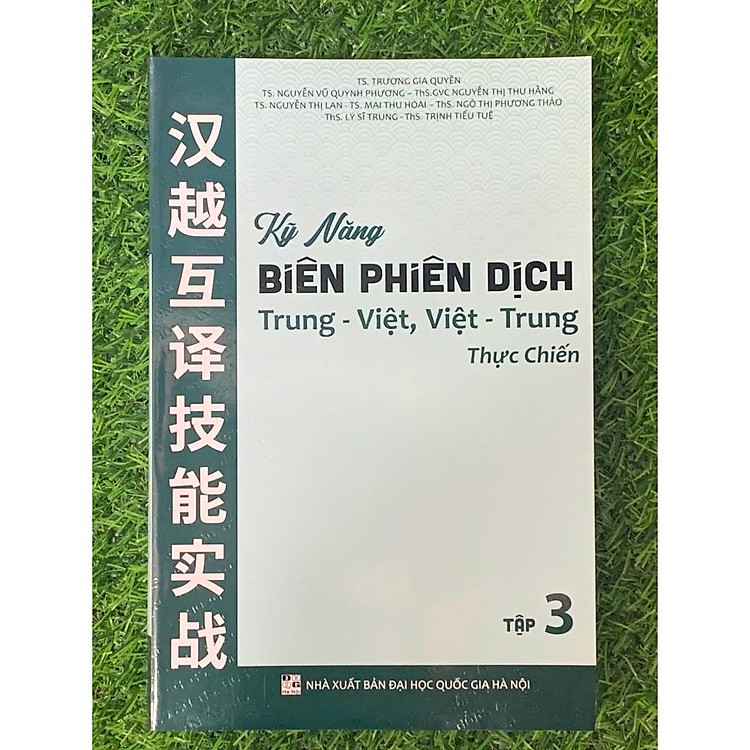 TS. TRƯƠNG GIA QUYỀN
TS. NGUYỄN VŨ QUỲNH PHƯƠNG – ThS.GVC NGUYỄN THỊ THU HẰNG
TS. NGUYỄN THỊ LAN - TS. MAI THU HOÀI – ThS. NGÔ THỊ PHƯƠNG THẢO
ThS. LÝ SĨ TRUNG - ThS. TRỊNH TIỂU TUỆ
汉越互译技能实战
Kỹ Năng
BIÊN PHIÊN DỊCH
Trung - Việt, Việt - Trung
Thực Chiến
TẬP 3
NHÀ XUẤT BẢN ĐẠI HỌC QUỐC GIA HÀ NỘI